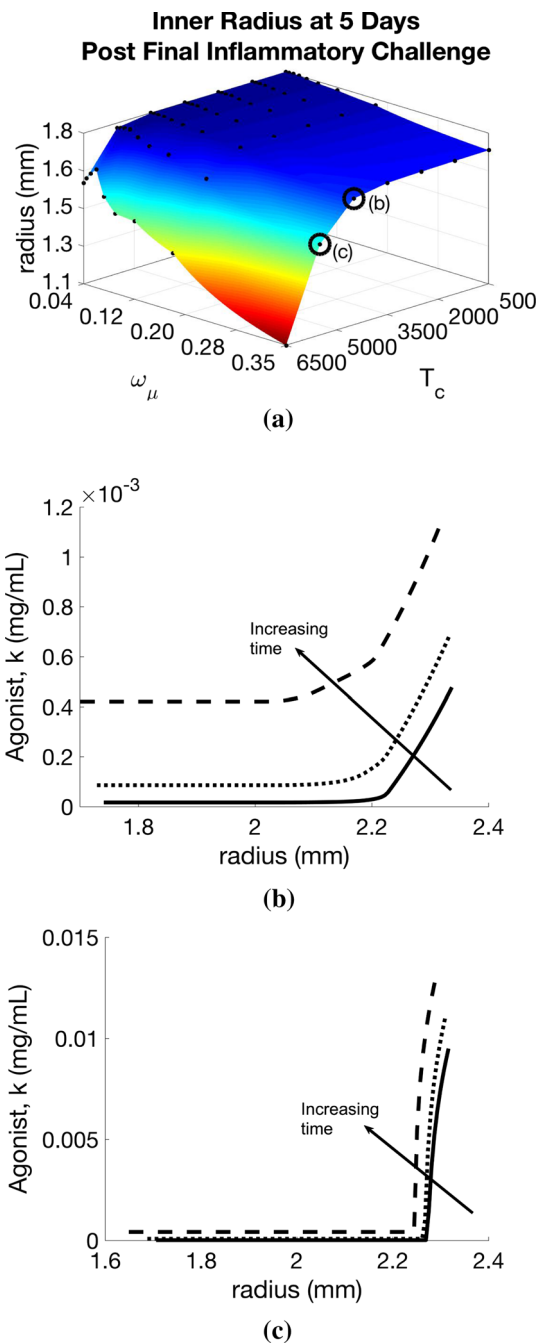 Inner Radius at 5 Days
Post Final Inflammatory Challenge
radius (mm)
1.8
1.6
1.5
1.3
1.1
0.04
0.12
0.20
0.28
0.35
ω_μ
6500
5000
3500
2000
500
T_c
(b)
(c)
(a)
×10^-3
Agonist, k (mg/mL)
1.2
1
0.8
0.6
0.4
0.2
0
Increasing
time
1.8 2 2.2 2.4
radius (mm)
(b)
Agonist, k (mg/mL)
0.015
0.01
0.005
0
Increasing
time
1.6 1.8 2 2.2 2.4
radius (mm)
(c)